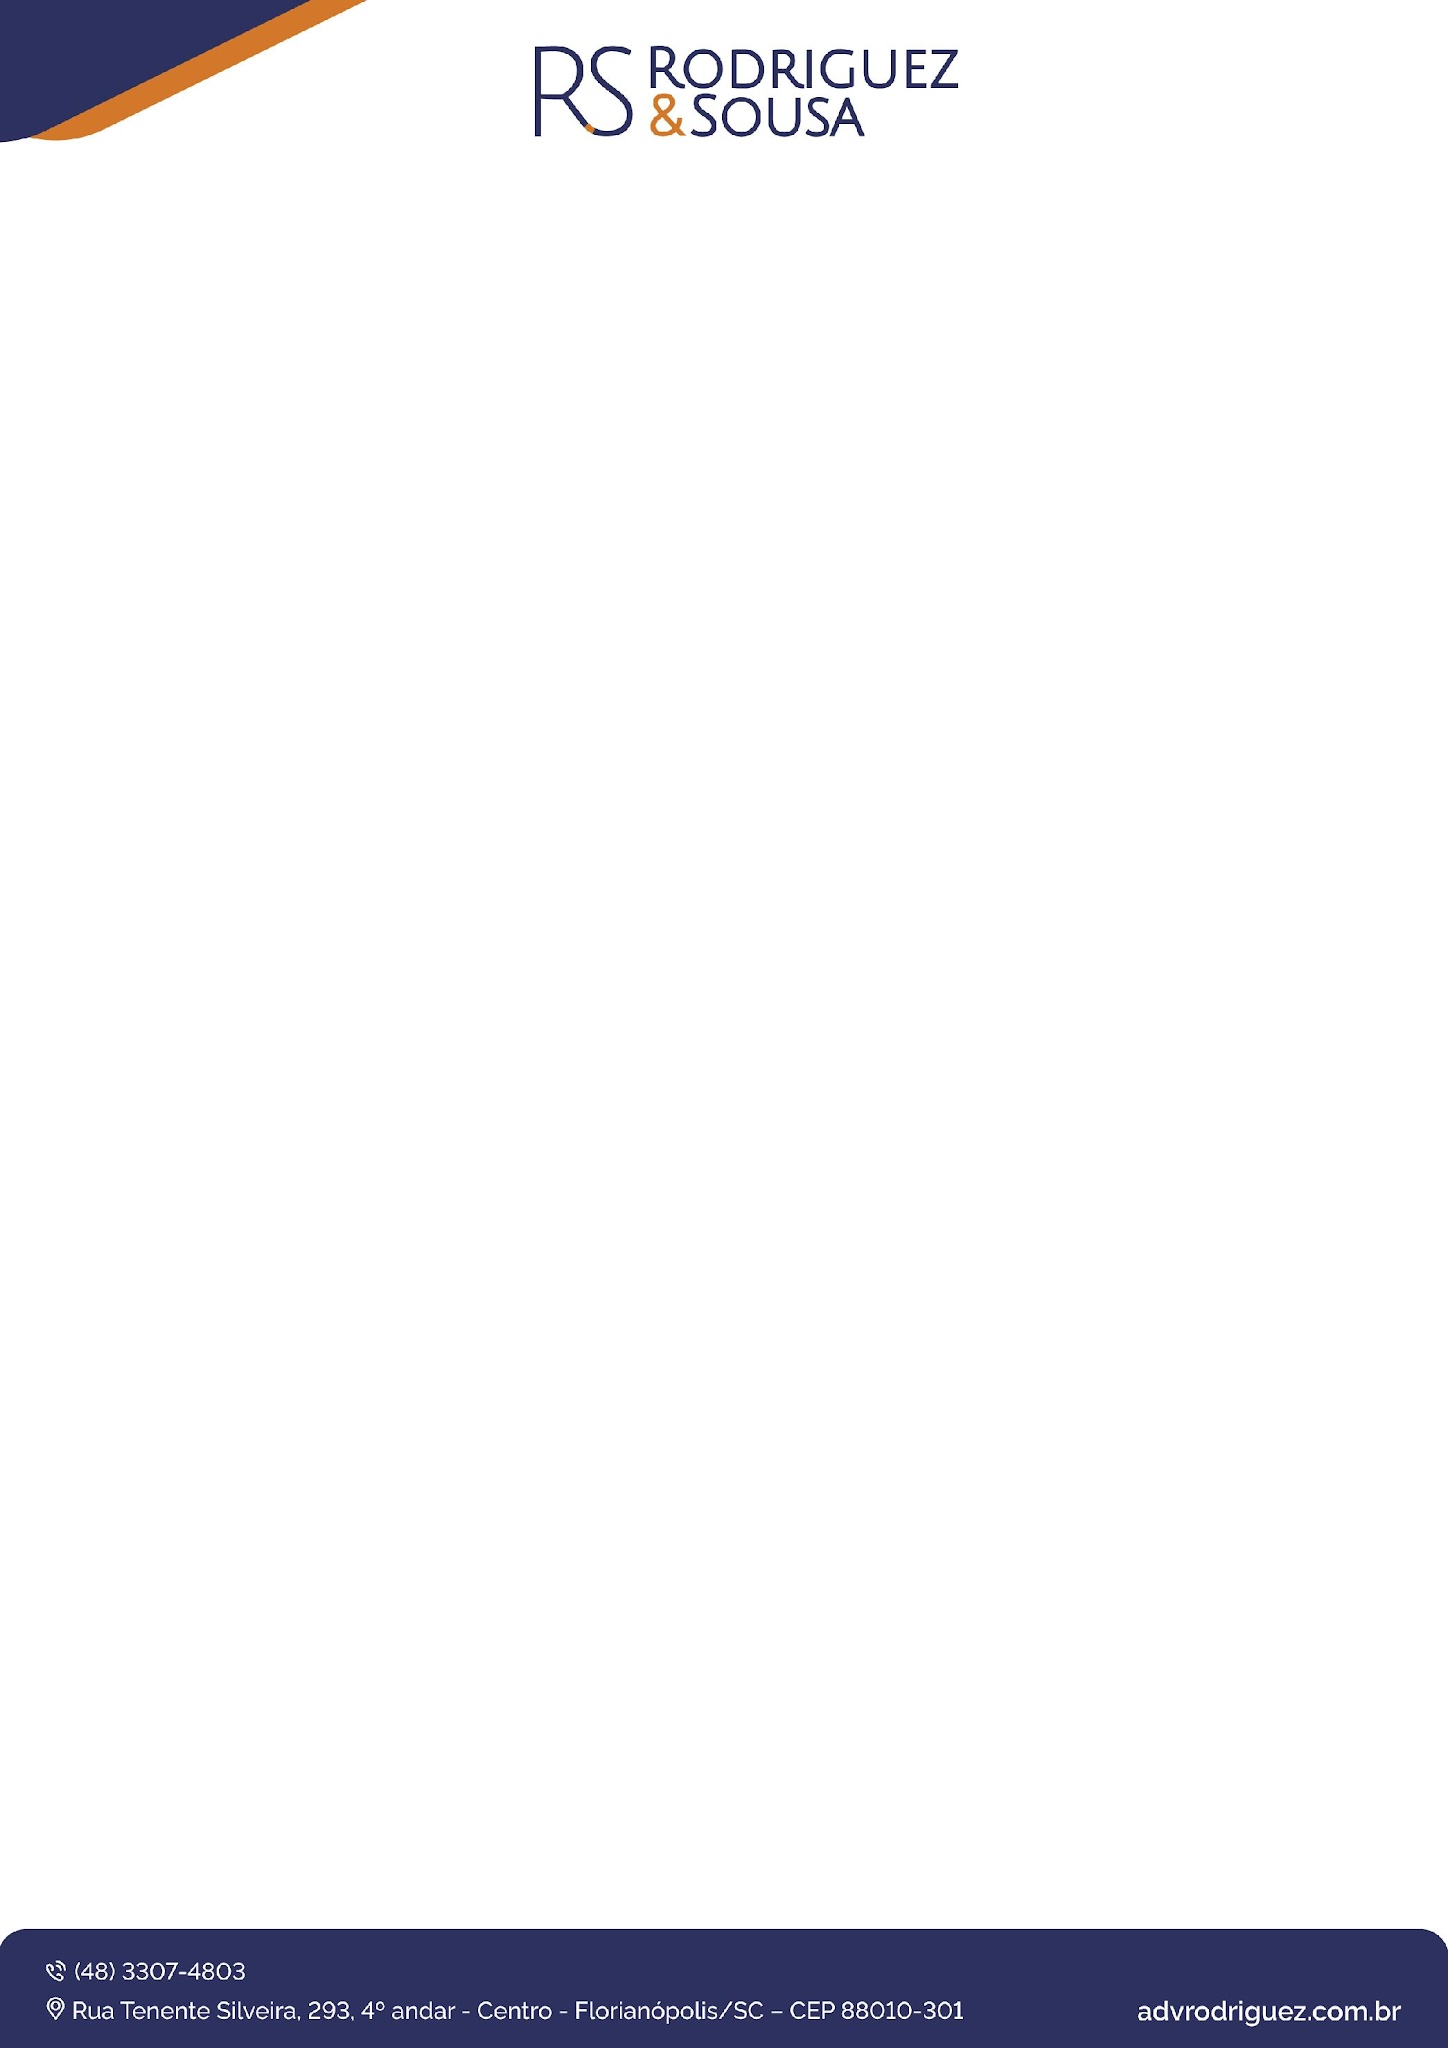 RS RODRIGUEZ
&SOUSA
(48) 3307-4803
Rua Tenente Silveira, 293, 4º andar - Centro - Florianópolis/SC – CEP 88010-301
advrodriguez.com.br